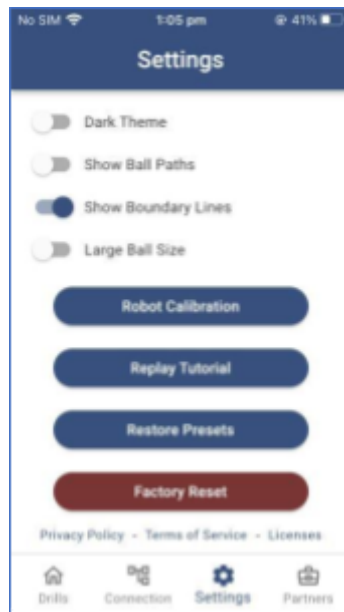 No SIM 1:05 pm 41%
Settings
Dark Theme
Show Ball Paths
Show Boundary Lines
Large Ball Size
Robot Calibration
Replay Tutorial
Restore Presets
Factory Reset
Privacy Policy - Terms of Service - Licenses
Drills Connection Settings Partners